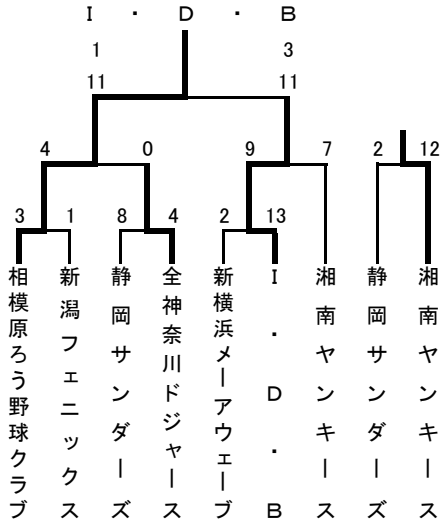 I・D・B
1 3
11 11
4 0 9 7 2 12
3 1 8 4 2 13
相模原ろう野球クラブ
新潟フェニックス
静岡サンダーズ
全神奈川ドジャース
新横浜メーアウェーブ
I・D・B
湘南ヤンキース
静岡サンダーズ
湘南ヤンキース